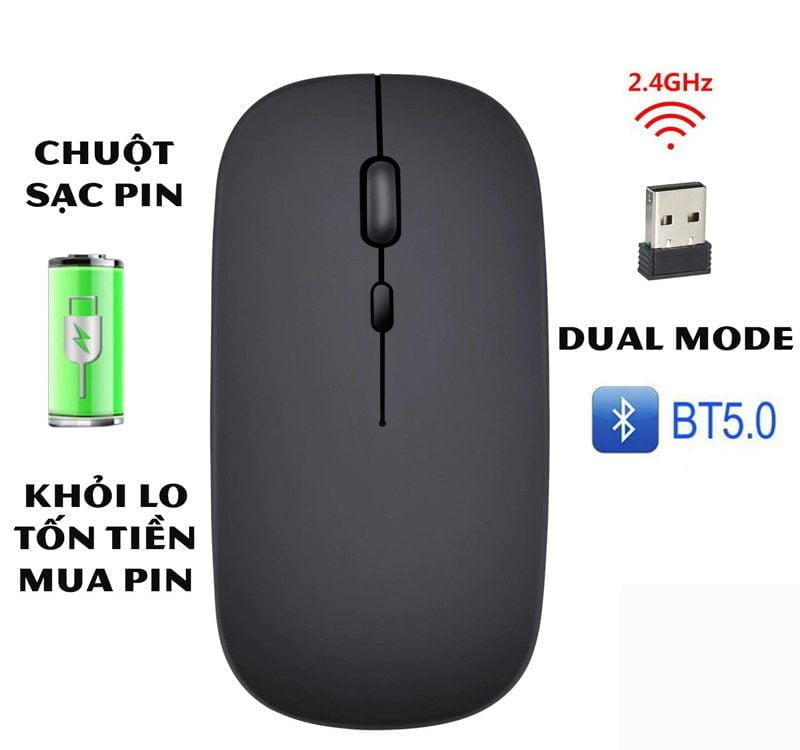 CHUỘT
SẠC PIN
KHỎI LO
TỐN TIỀN
MUA PIN
2.4GHz
DUAL MODE
BT5.0